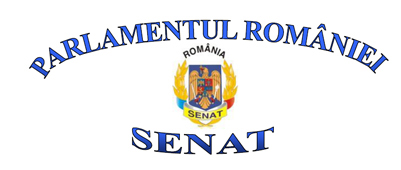 PARLAMENTUL ROMÂNIEI
ROMÂNIA
SENAT
SENAT